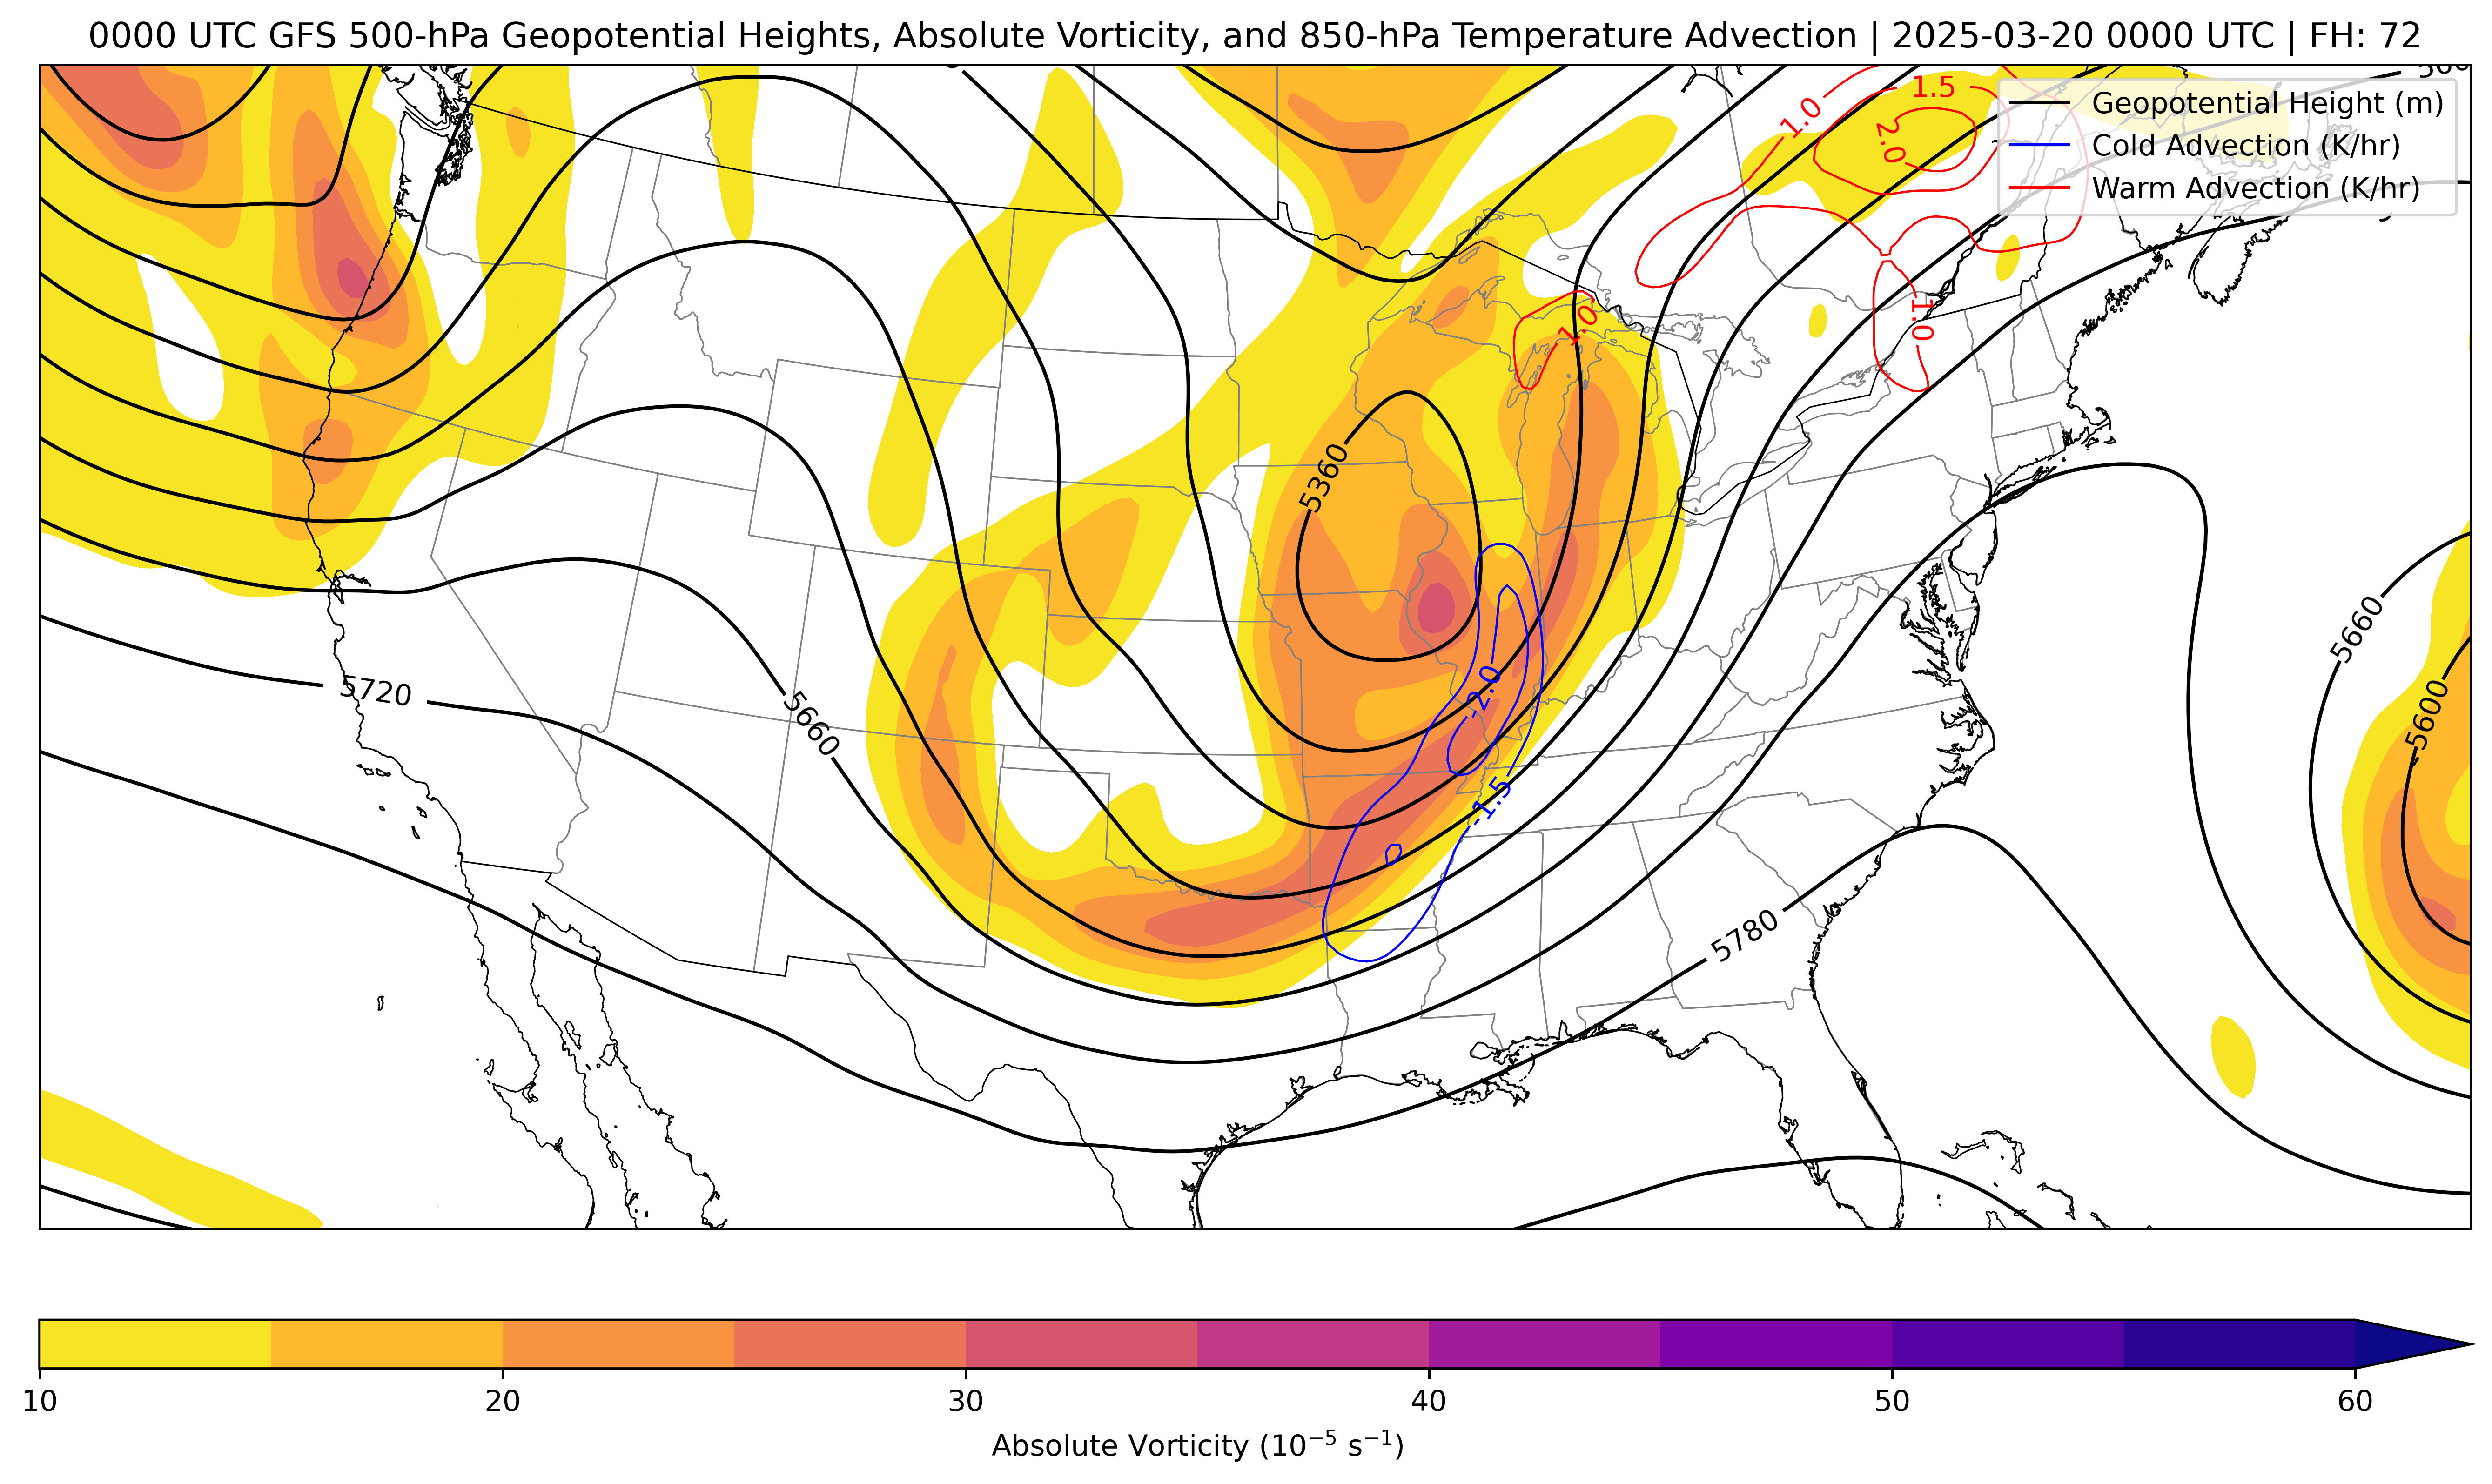 0000 UTC GFS 500-hPa Geopotential Heights, Absolute Vorticity, and 850-hPa Temperature Advection | 2025-03-20 0000 UTC | FH: 72
Geopotential Height (m)
Cold Advection (K/hr)
Warm Advection (K/hr)
1.5
1.0
2.0
1.0
1.0
5360
5660
5720
5660
5600
-2.0
-1.5
5780
10 20 30 40 50 60
Absolute Vorticity (10⁻⁵ s⁻¹)